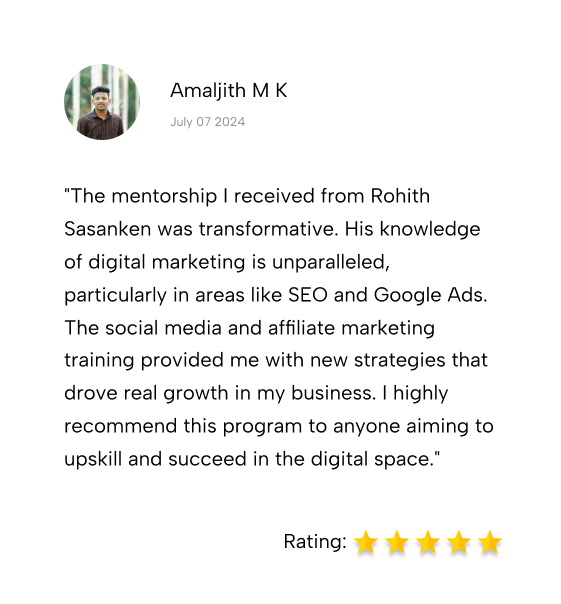 Amaljith M K
July 07 2024
"The mentorship I received from Rohith
Sasanken was transformative. His knowledge
of digital marketing is unparalleled,
particularly in areas like SEO and Google Ads.
The social media and affiliate marketing
training provided me with new strategies that
drove real growth in my business. I highly
recommend this program to anyone aiming to
upskill and succeed in the digital space."
Rating: